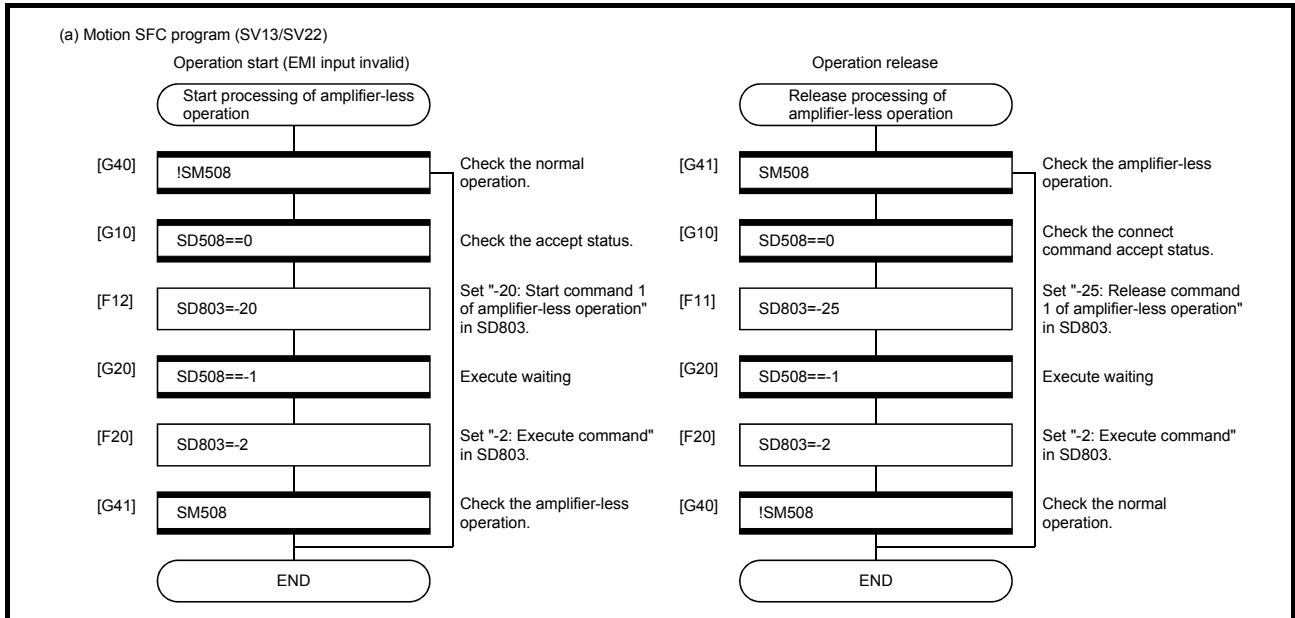 (a) Motion SFC program (SV13/SV22)
Operation start (EMI input invalid)
Start processing of amplifier-less
operation
[G40]
!SM508
Check the normal
operation.
[G10]
SD508==0
Check the accept status.
[F12]
SD803=-20
Set "-20: Start command 1
of amplifier-less operation"
in SD803.
[G20]
SD508==-1
Execute waiting
[F20]
SD803=-2
Set "-2: Execute command"
in SD803.
[G41]
SM508
Check the amplifier-less
operation.
END
Operation release
Release processing of
amplifier-less operation
[G41]
SM508
Check the amplifier-less
operation.
[G10]
SD508==0
Check the connect
command accept status.
[F11]
SD803=-25
Set "-25: Release command
1 of amplifier-less operation"
in SD803.
[G20]
SD508==-1
Execute waiting
[F20]
SD803=-2
Set "-2: Execute command"
in SD803.
[G40]
!SM508
Check the normal
operation.
END